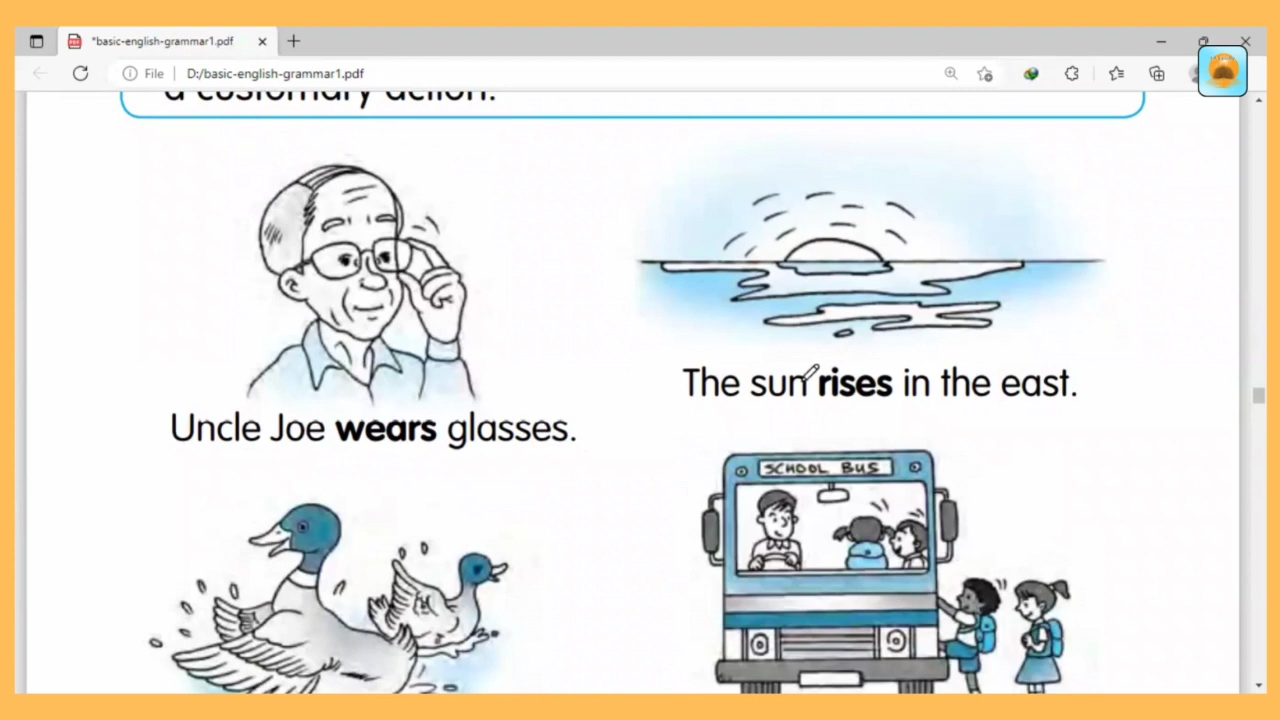 *basic-english-grammar1.pdf
File D:/basic-english-grammar1.pdf
a customary action.
The sun rises in the east.
Uncle Joe wears glasses.
SCHOOL BUS